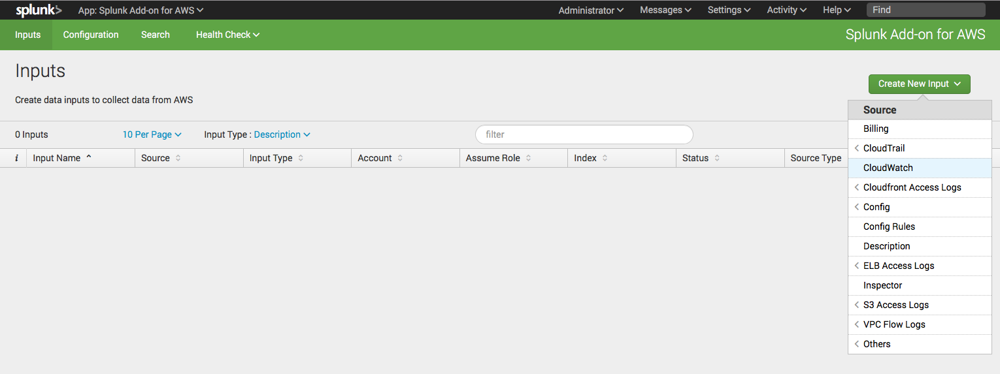 splunk> App: Splunk Add-on for AWS Administrator Messages Settings Activity Help Find
Inputs Configuration Search Health Check Splunk Add-on for AWS
Inputs
Create New Input
Create data inputs to collect data from AWS
Source
0 Inputs 10 Per Page Input Type : Description filter
i Input Name Source Input Type Account Assume Role Index Status Source Type
Billing
CloudTrail
CloudWatch
Cloudfront Access Logs
Config
Config Rules
Description
ELB Access Logs
Inspector
S3 Access Logs
VPC Flow Logs
Others